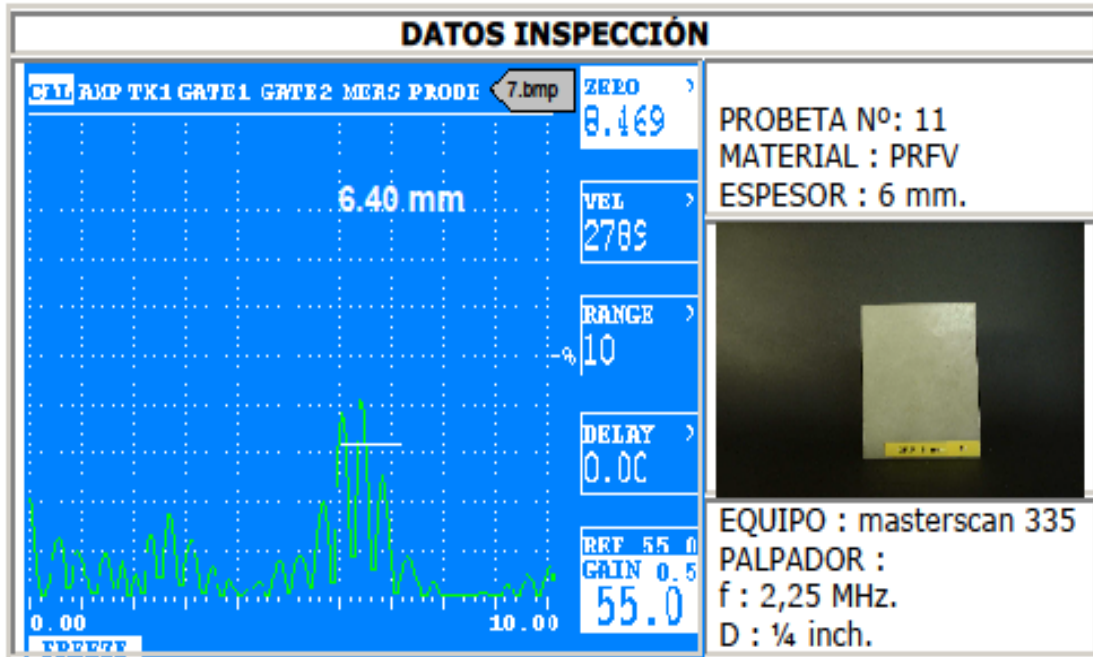 DATOS INSPECCIÓN
CAL AMP TK1 GATE1 GATE2 MEAS PROBE
7.bmp
6.40 mm
ZERO >
8.469
VEL >
2789
RANGE >
10
-%
DELAY >
0.00
REF 55.0
GAIN 0.5
55.0
0.00 10.00
FREEZE
PROBETA Nº: 11
MATERIAL : PRFV
ESPESOR : 6 mm.
EQUIPO : masterscan 335
PALPADOR :
f : 2,25 MHz.
D : ¼ inch.